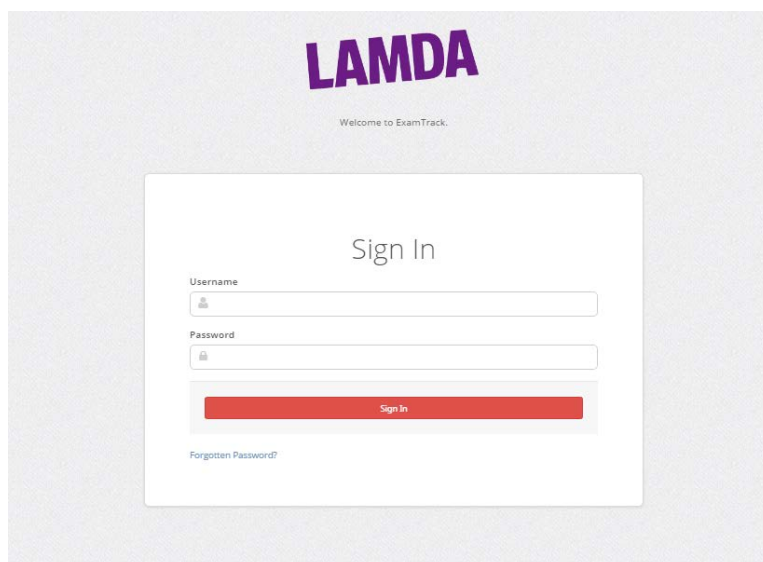 LAMDA
Welcome to ExamTrack.
Sign In
Username
Password
Sign In
Forgotten Password?